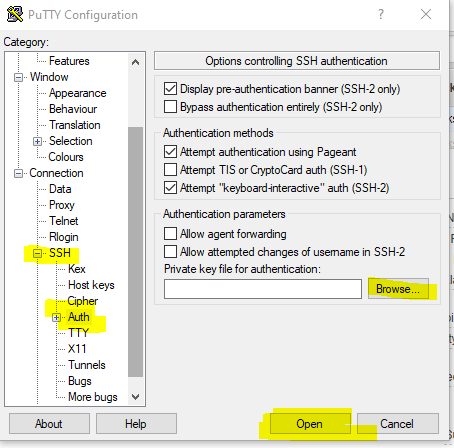 PuTTY Configuration
Category:
Features
Window
Appearance
Behaviour
Translation
Selection
Colours
Connection
Data
Proxy
Telnet
Rlogin
SSH
Kex
Host keys
Cipher
Auth
TTY
X11
Tunnels
Bugs
More bugs
Options controlling SSH authentication
Display pre-authentication banner (SSH-2 only)
Bypass authentication entirely (SSH-2 only)
Authentication methods
Attempt authentication using Pageant
Attempt TIS or CryptoCard auth (SSH-1)
Attempt "keyboard-interactive" auth (SSH-2)
Authentication parameters
Allow agent forwarding
Allow attempted changes of username in SSH-2
Private key file for authentication:
Browse...
About
Help
Open
Cancel